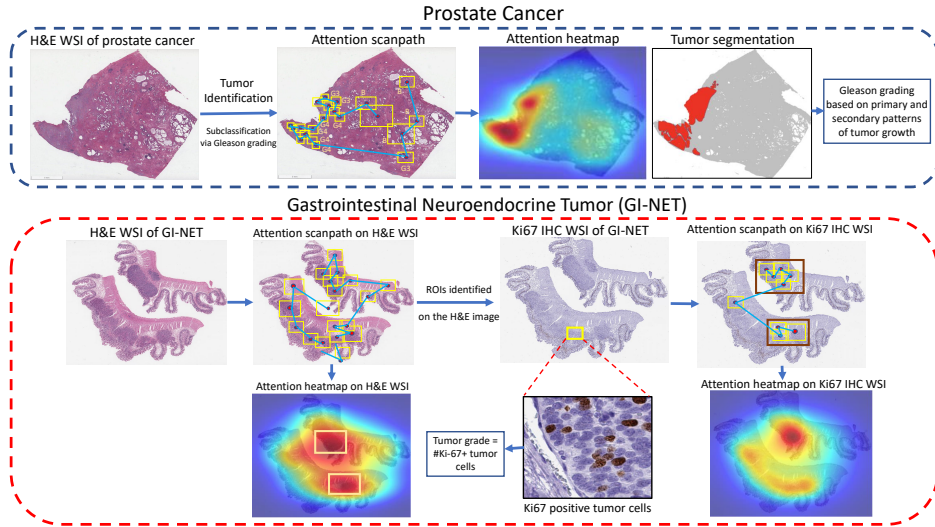 Prostate Cancer
H&E WSI of prostate cancer
Attention scanpath
Attention heatmap
Tumor segmentation
Tumor
Identification
Subclassification
via Gleason grading
G3
G3
G4
B
G3
Gleason grading
based on primary and
secondary patterns
of tumor growth
Gastrointestinal Neuroendocrine Tumor (GI-NET)
H&E WSI of GI-NET
Attention scanpath on H&E WSI
Ki67 IHC WSI of GI-NET
Attention scanpath on Ki67 IHC WSI
ROIs identified
on the H&E image
Attention heatmap on H&E WSI
Attention heatmap on Ki67 IHC WSI
Tumor grade =
#Ki-67+ tumor
cells
Ki67 positive tumor cells